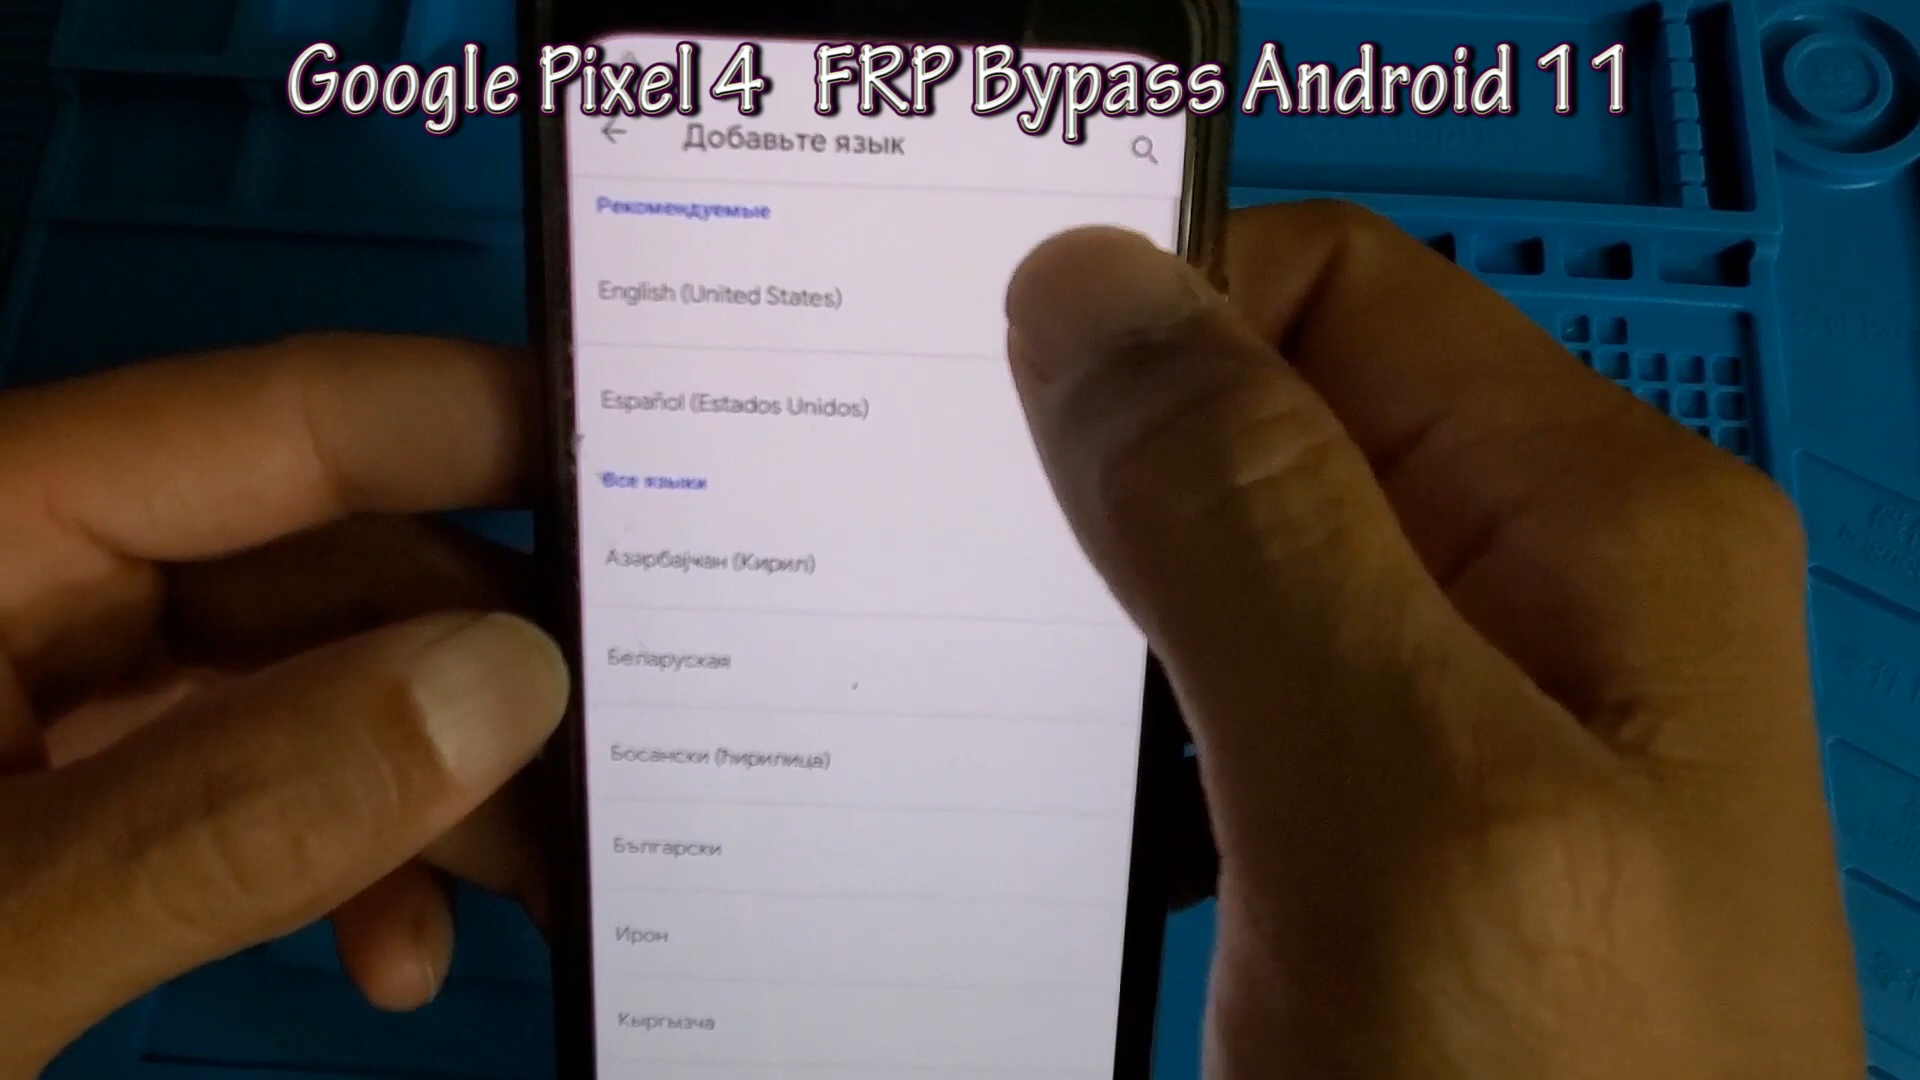 Google Pixel 4 FRP Bypass Android 11
Добавьте язык
Рекомендуемые
English (United States)
Español (Estados Unidos)
Все языки
Азәрбајҹан (Кирил)
Беларуская
Босански (ћирилица)
Български
Ирон
Кыргызча